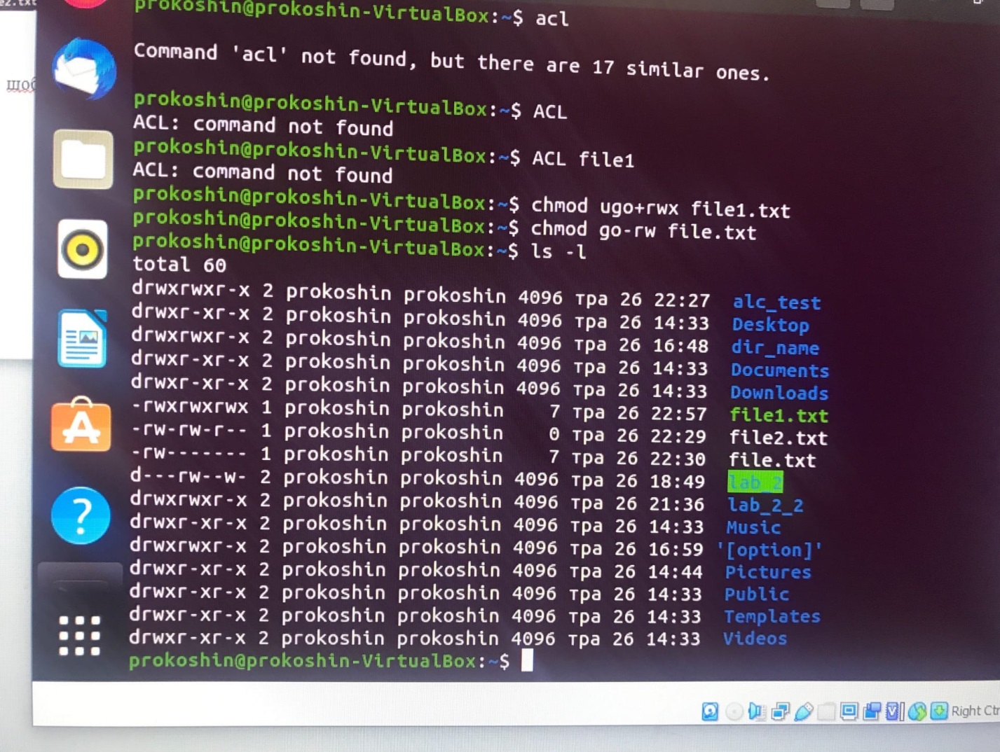 e2.txt
шоб
prokoshin@prokoshin-VirtualBox:~$ acl
Command 'acl' not found, but there are 17 similar ones.
prokoshin@prokoshin-VirtualBox:~$ ACL
ACL: command not found
prokoshin@prokoshin-VirtualBox:~$ ACL file1
ACL: command not found
prokoshin@prokoshin-VirtualBox:~$ chmod ugo+rwx file1.txt
prokoshin@prokoshin-VirtualBox:~$ chmod go-rw file.txt
prokoshin@prokoshin-VirtualBox:~$ ls -l
total 60
drwxrwxr-x 2 prokoshin prokoshin 4096 тра 26 22:27 alc_test
drwxr-xr-x 2 prokoshin prokoshin 4096 тра 26 14:33 Desktop
drwxrwxr-x 2 prokoshin prokoshin 4096 тра 26 16:48 dir_name
drwxr-xr-x 2 prokoshin prokoshin 4096 тра 26 14:33 Documents
drwxr-xr-x 2 prokoshin prokoshin 4096 тра 26 14:33 Downloads
-rwxrwxrwx 1 prokoshin prokoshin 7 тра 26 22:57 file1.txt
-rw-rw-r-- 1 prokoshin prokoshin 0 тра 26 22:29 file2.txt
-rw------- 1 prokoshin prokoshin 7 тра 26 22:30 file.txt
d---rw--w- 2 prokoshin prokoshin 4096 тра 26 18:49 lab_2
drwxrwxr-x 2 prokoshin prokoshin 4096 тра 26 21:36 lab_2_2
drwxr-xr-x 2 prokoshin prokoshin 4096 тра 26 14:33 Music
drwxrwxr-x 2 prokoshin prokoshin 4096 тра 26 16:59 '[option]'
drwxr-xr-x 2 prokoshin prokoshin 4096 тра 26 14:44 Pictures
drwxr-xr-x 2 prokoshin prokoshin 4096 тра 26 14:33 Public
drwxr-xr-x 2 prokoshin prokoshin 4096 тра 26 14:33 Templates
drwxr-xr-x 2 prokoshin prokoshin 4096 тра 26 14:33 Videos
prokoshin@prokoshin-VirtualBox:~$
Right Ctr